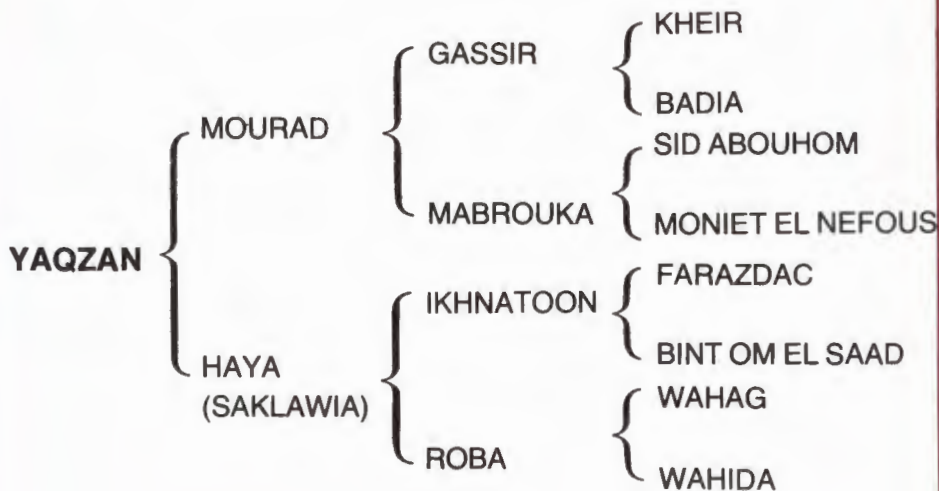 KHEIR
GASSIR
BADIA
MOURAD
SID ABOUHOM
MABROUKA
MONIET EL NEFOUS
YAQZAN
FARAZDAC
IKHNATOON
BINT OM EL SAAD
HAYA
(SAKLAWIA)
WAHAG
ROBA
WAHIDA